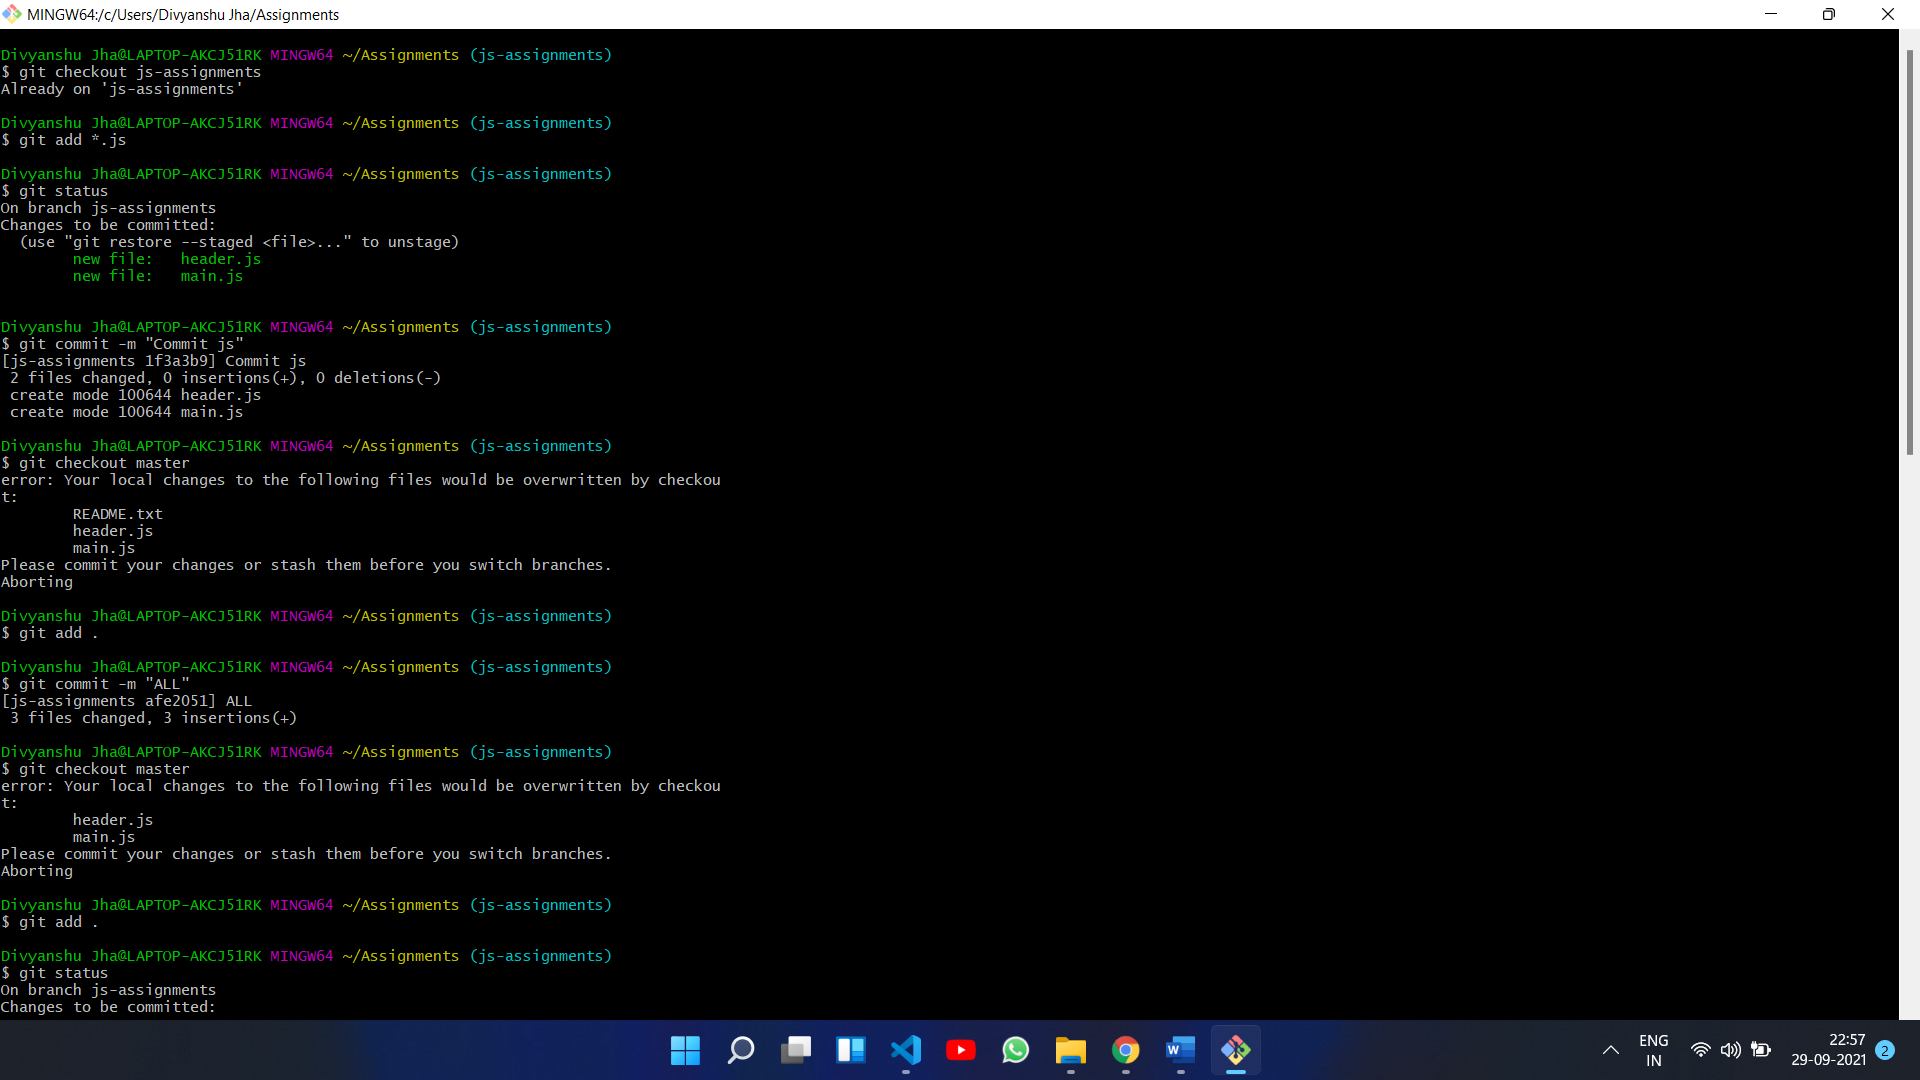 MINGW64:/c/Users/Divyanshu Jha/Assignments
Divyanshu Jha@LAPTOP-AKCJ51RK MINGW64 ~/Assignments (js-assignments)
$ git checkout js-assignments
Already on 'js-assignments'
Divyanshu Jha@LAPTOP-AKCJ51RK MINGW64 ~/Assignments (js-assignments)
$ git add *.js
Divyanshu Jha@LAPTOP-AKCJ51RK MINGW64 ~/Assignments (js-assignments)
$ git status
On branch js-assignments
Changes to be committed:
  (use "git restore --staged <file>..." to unstage)
        new file:   header.js
        new file:   main.js
Divyanshu Jha@LAPTOP-AKCJ51RK MINGW64 ~/Assignments (js-assignments)
$ git commit -m "Commit js"
[js-assignments 1f3a3b9] Commit js
 2 files changed, 0 insertions(+), 0 deletions(-)
 create mode 100644 header.js
 create mode 100644 main.js
Divyanshu Jha@LAPTOP-AKCJ51RK MINGW64 ~/Assignments (js-assignments)
$ git checkout master
error: Your local changes to the following files would be overwritten by checkou
t:
        README.txt
        header.js
        main.js
Please commit your changes or stash them before you switch branches.
Aborting
Divyanshu Jha@LAPTOP-AKCJ51RK MINGW64 ~/Assignments (js-assignments)
$ git add .
Divyanshu Jha@LAPTOP-AKCJ51RK MINGW64 ~/Assignments (js-assignments)
$ git commit -m "ALL"
[js-assignments afe2051] ALL
 3 files changed, 3 insertions(+)
Divyanshu Jha@LAPTOP-AKCJ51RK MINGW64 ~/Assignments (js-assignments)
$ git checkout master
error: Your local changes to the following files would be overwritten by checkou
t:
        header.js
        main.js
Please commit your changes or stash them before you switch branches.
Aborting
Divyanshu Jha@LAPTOP-AKCJ51RK MINGW64 ~/Assignments (js-assignments)
$ git add .
Divyanshu Jha@LAPTOP-AKCJ51RK MINGW64 ~/Assignments (js-assignments)
$ git status
On branch js-assignments
Changes to be committed:
W
ENG
IN
22:57
29-09-2021
2